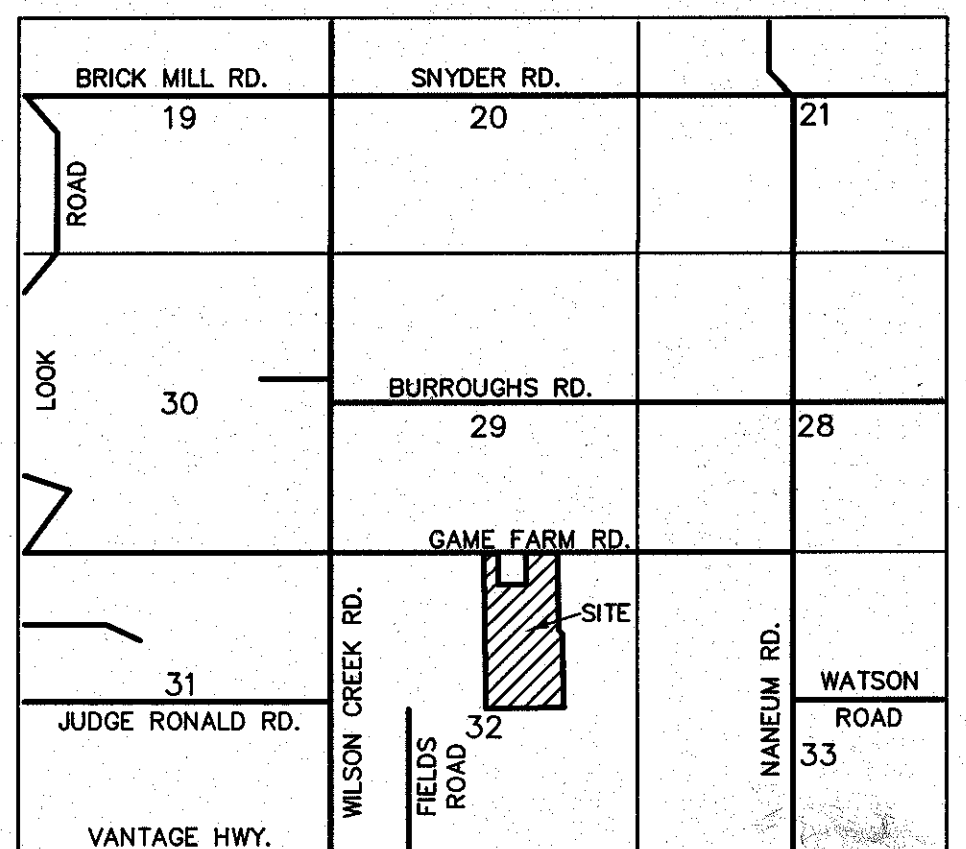 BRICK MILL RD.
SNYDER RD.
19
20
21
ROAD
LOOK
30
BURROUGHS RD.
29
28
GAME FARM RD.
SITE
WILSON CREEK RD.
NANEUM RD.
31
JUDGE RONALD RD.
WATSON
ROAD
32
FIELDS
ROAD
33
VANTAGE HWY.